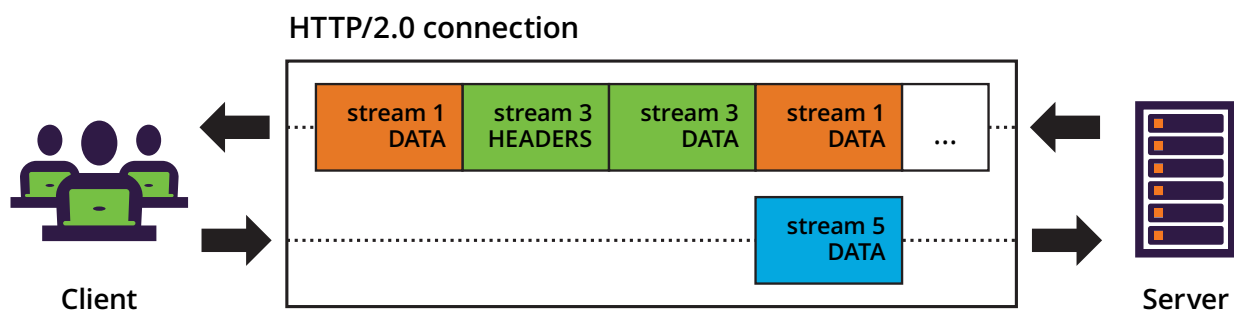 HTTP/2.0 connection
stream 1
DATA
stream 3
HEADERS
stream 3
DATA
stream 1
DATA
...
stream 5
DATA
Client
Server